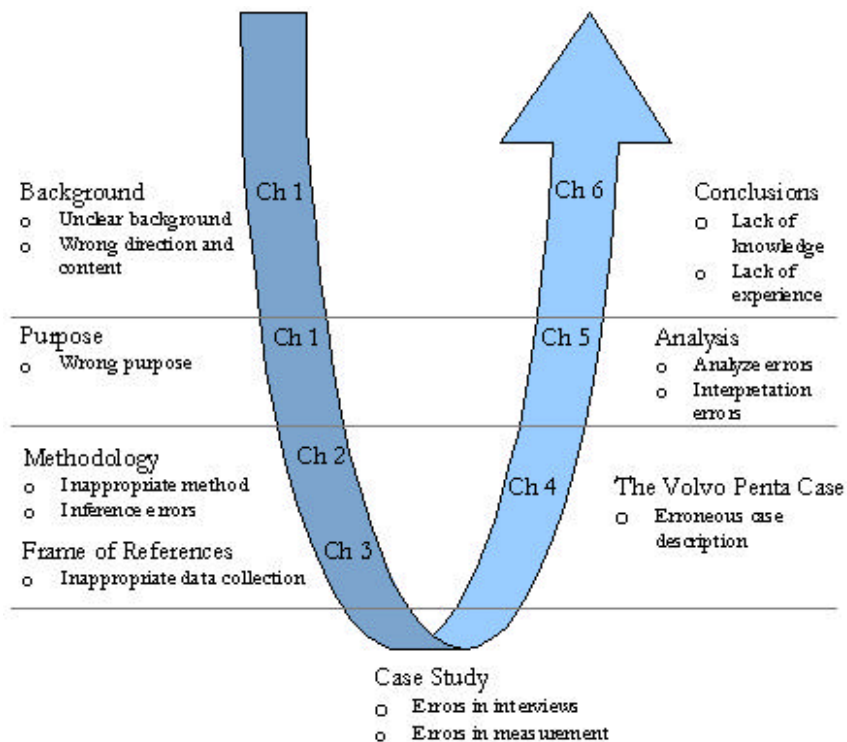 Background
o Unclear background
o Wrong direction and
content
Ch 1
Ch 6
Conclusions
o Lack of
knowledge
o Lack of
experience
Purpose
o Wrong purpose
Ch 1
Ch 5
Analysis
o Analyze errors
o Interpretation
errors
Methodology
o Inappropriate method
o Inference errors
Ch 2
Frame of References
o Inappropriate data collection
Ch 3
Ch 4
The Volvo Penta Case
o Erroneous case
description
Case Study
o Errors in interviews
o Errors in measurement